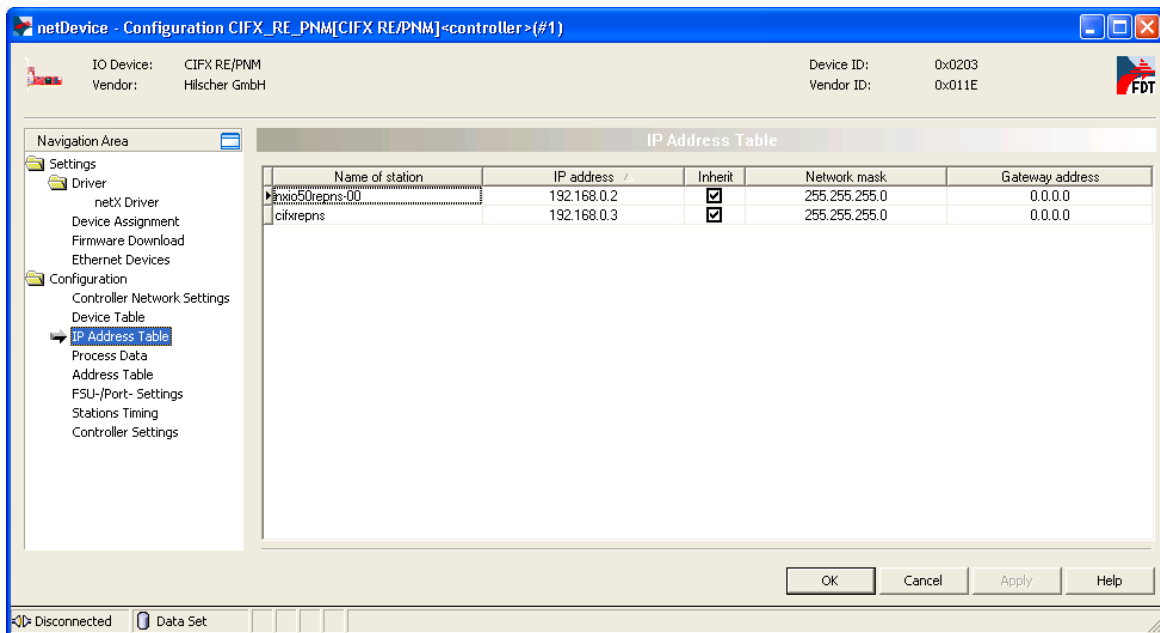 netDevice - Configuration CIFX_RE_PNM[CIFX RE/PNM]<controller>(#1)
IO Device: CIFX RE/PNM Device ID: 0x0203
Vendor: Hilscher GmbH Vendor ID: 0x011E
FDT
Navigation Area
Settings
Driver
netX Driver
Device Assignment
Firmware Download
Ethernet Devices
Configuration
Controller Network Settings
Device Table
IP Address Table
Process Data
Address Table
FSU-/Port- Settings
Stations Timing
Controller Settings
IP Address Table
Name of station IP address Inherit Network mask Gateway address
nxio50repns-00 192.168.0.2 255.255.255.0 0.0.0.0
cifxrepns 192.168.0.3 255.255.255.0 0.0.0.0
OK Cancel Apply Help
Disconnected Data Set